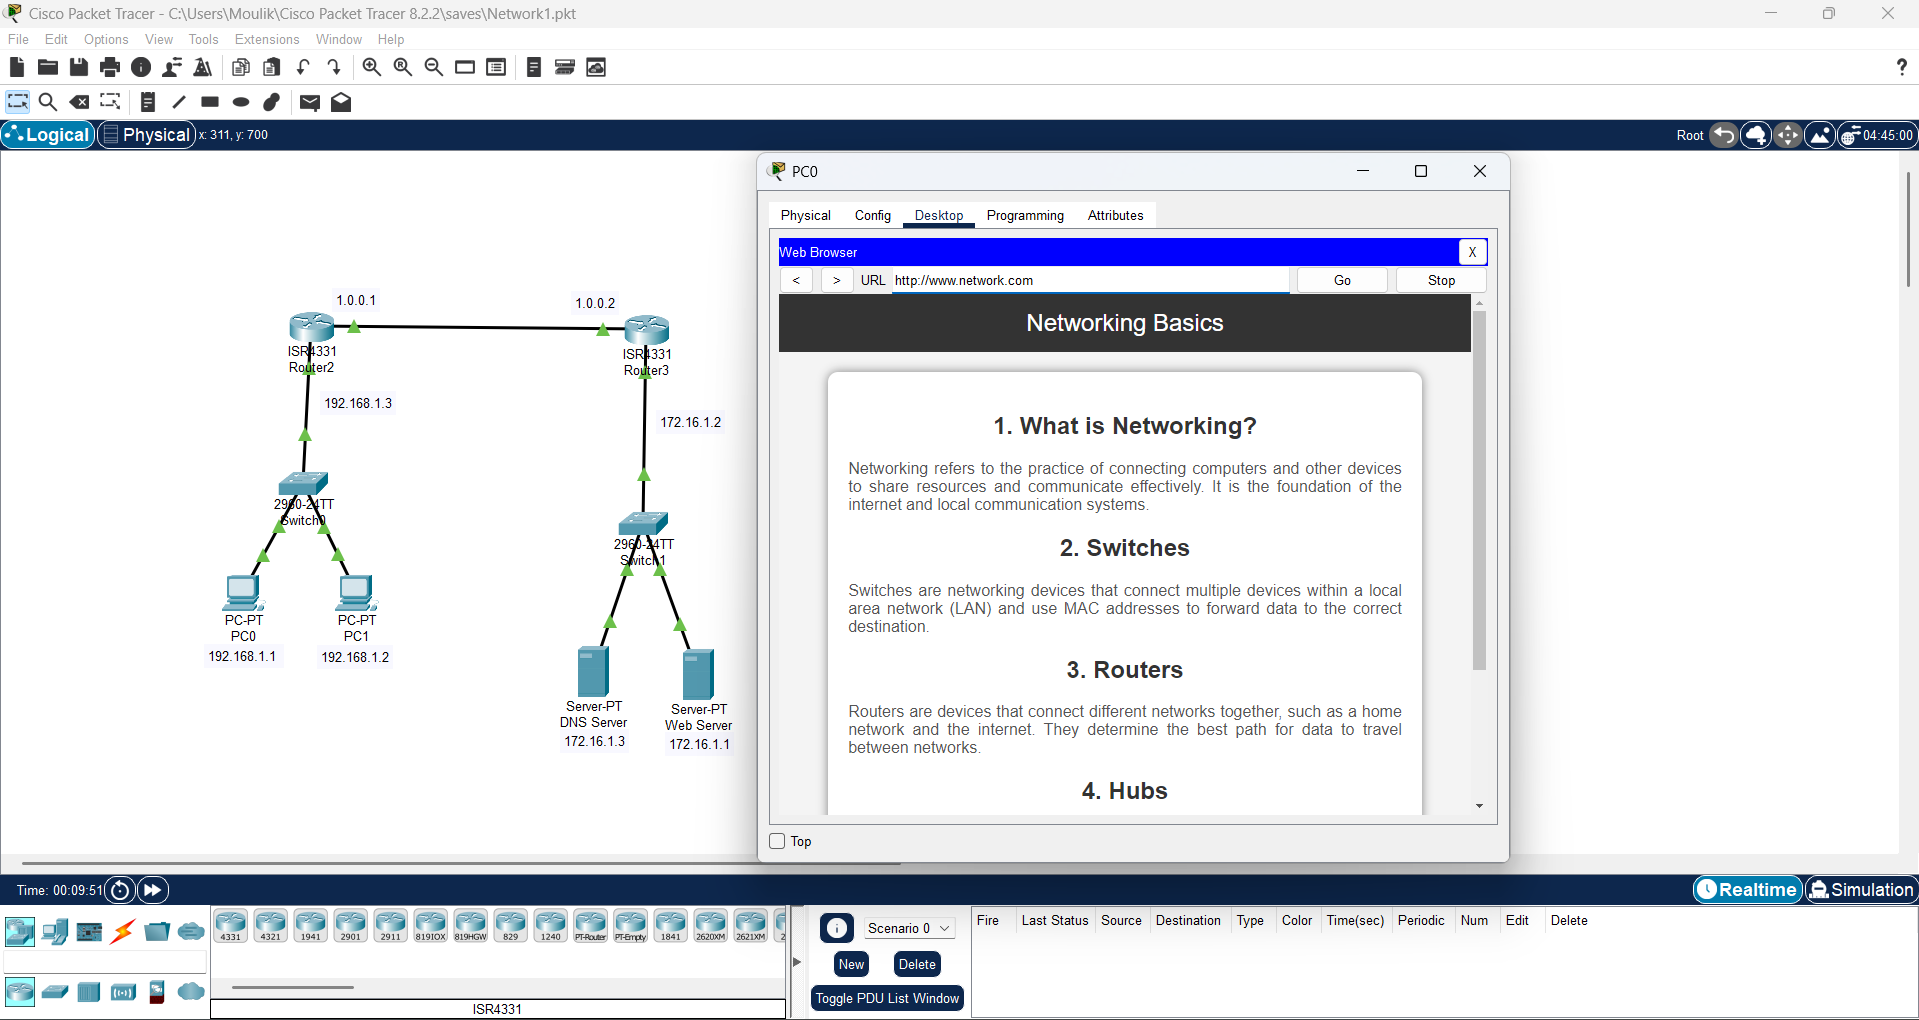 Cisco Packet Tracer - C:\Users\Moulik\Cisco Packet Tracer 8.2.2\saves\Network1.pkt
File Edit Options View Tools Extensions Window Help
Logical Physical x: 311, y: 700 Root 04:45:00
PC0
Physical Config Desktop Programming Attributes
Web Browser X
< > URL http://www.network.com Go Stop
Networking Basics
1. What is Networking?
Networking refers to the practice of connecting computers and other devices
to share resources and communicate effectively. It is the foundation of the
internet and local communication systems.
2. Switches
Switches are networking devices that connect multiple devices within a local
area network (LAN) and use MAC addresses to forward data to the correct
destination.
3. Routers
Routers are devices that connect different networks together, such as a home
network and the internet. They determine the best path for data to travel
between networks.
4. Hubs
Top
1.0.0.1
1.0.0.2
ISR4331
Router2
ISR4331
Router3
192.168.1.3
172.16.1.2
2960-24TT
Switch0
2960-24TT
Switch1
PC-PT
PC0
192.168.1.1
PC-PT
PC1
192.168.1.2
Server-PT
DNS Server
172.16.1.3
Server-PT
Web Server
172.16.1.1
Time: 00:09:51 Realtime Simulation
4331 4321 1941 2901 2911 819IOX 819HGW 829 1240 PT-Router PT-Empty 1841 2620XM 2621XM 2
ISR4331
Scenario 0
New Delete
Toggle PDU List Window
Fire Last Status Source Destination Type Color Time(sec) Periodic Num Edit Delete